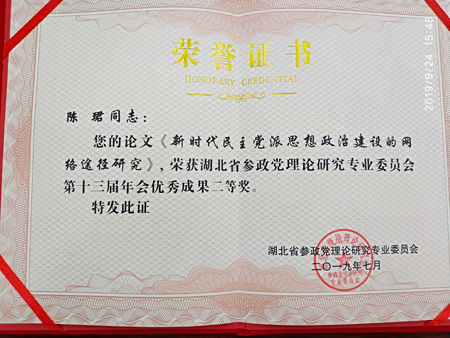 荣誉证书
HONORARY CREDENTIAL
2019/9/24 15:48
陈珺同志：
您的论文《新时代民主党派思想政治建设的网
络途径研究》，荣获湖北省参政党理论研究专业委员会
第十三届年会优秀成果二等奖。
特发此证
湖北省参政党理论研究专业委员会
二〇一九年七月